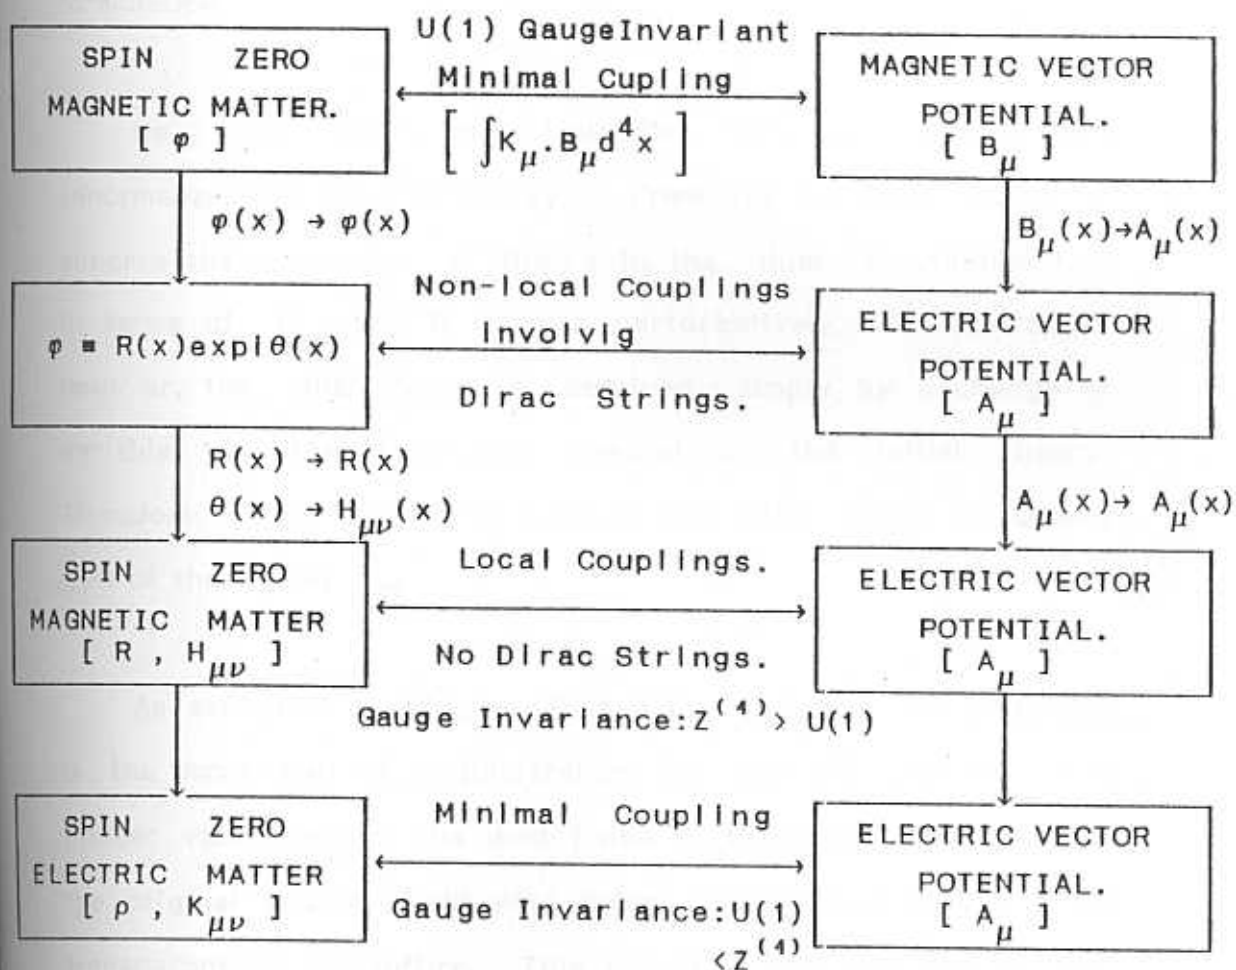 U(1) GaugeInvariant
SPIN ZERO
MAGNETIC MATTER.
[ φ ]
Minimal Cupling
[ ∫K_μ.B_μ d^4x ]
MAGNETIC VECTOR
POTENTIAL.
[ B_μ ]
φ(x) → φ(x)
B_μ(x)→A_μ(x)
φ ≡ R(x)expiθ(x)
Non-local Couplings
Involvig
Dirac Strings.
ELECTRIC VECTOR
POTENTIAL.
[ A_μ ]
R(x) → R(x)
θ(x) → H_μν(x)
A_μ(x)→ A_μ(x)
SPIN ZERO
MAGNETIC MATTER
[ R , H_μν ]
Local Couplings.
No Dirac Strings.
ELECTRIC VECTOR
POTENTIAL.
[ A_μ ]
Gauge Invariance:Z^(4) > U(1)
SPIN ZERO
ELECTRIC MATTER
[ ρ , K_μν ]
Minimal Coupling
Gauge Invariance:U(1)
<Z^(4)
ELECTRIC VECTOR
POTENTIAL.
[ A_μ ]